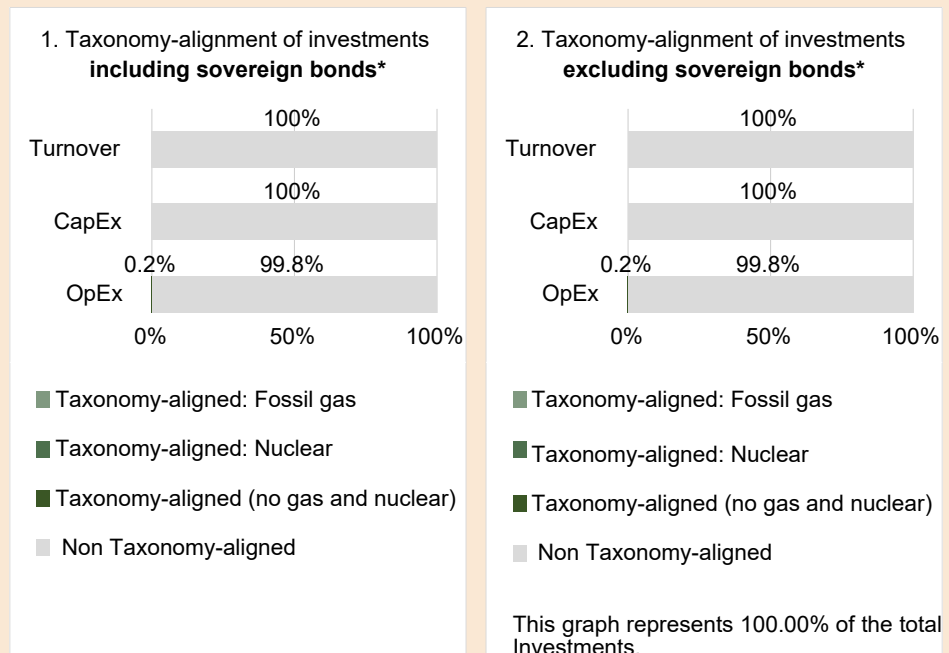 1. Taxonomy-alignment of investments
including sovereign bonds*
100%
Turnover
100%
CapEx
0.2% 99.8%
OpEx
0% 50% 100%
Taxonomy-aligned: Fossil gas
Taxonomy-aligned: Nuclear
Taxonomy-aligned (no gas and nuclear)
Non Taxonomy-aligned
2. Taxonomy-alignment of investments
excluding sovereign bonds*
100%
Turnover
100%
CapEx
0.2% 99.8%
OpEx
0% 50% 100%
Taxonomy-aligned: Fossil gas
Taxonomy-aligned: Nuclear
Taxonomy-aligned (no gas and nuclear)
Non Taxonomy-aligned
This graph represents 100.00% of the total
Investments.